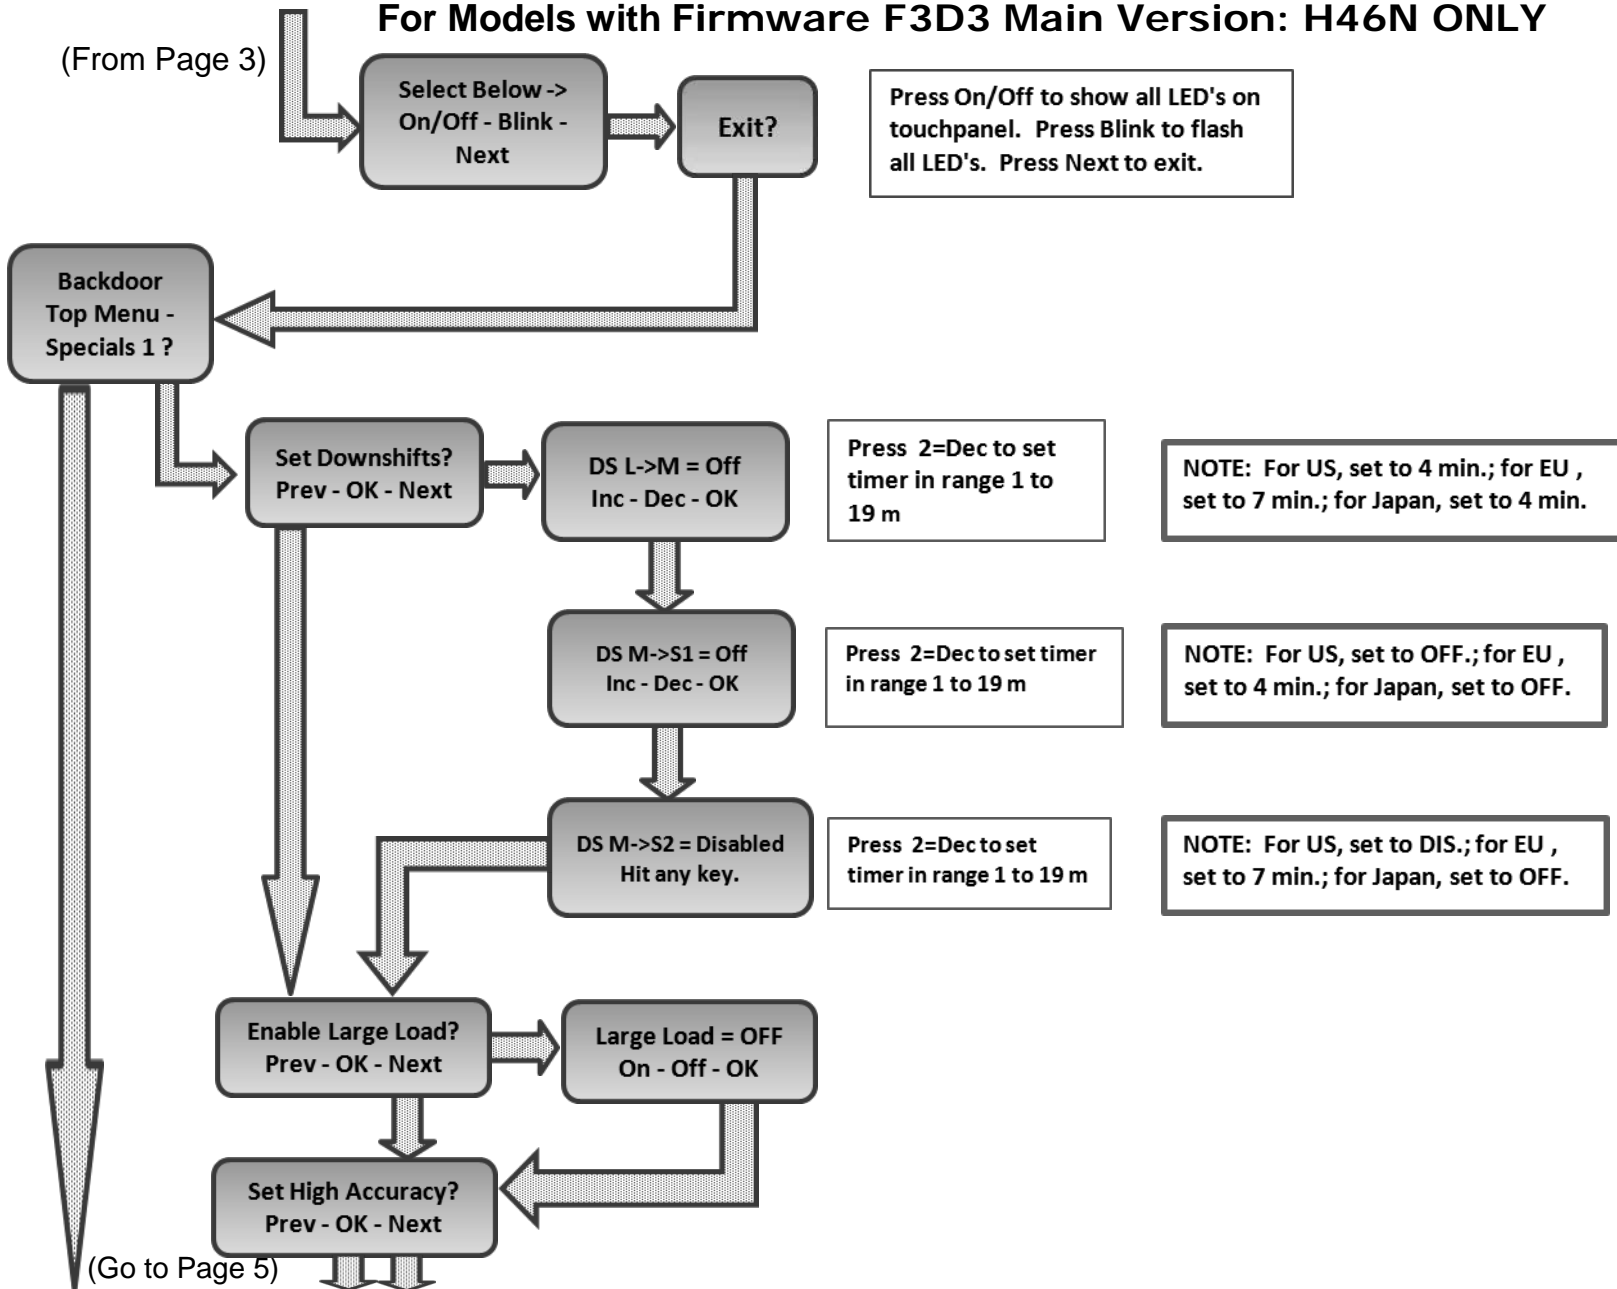 For Models with Firmware F3D3 Main Version: H46N ONLY
(From Page 3)
Select Below ->
On/Off - Blink -
Next
Exit?
Press On/Off to show all LED's on
touchpanel. Press Blink to flash
all LED's. Press Next to exit.
Backdoor
Top Menu -
Specials 1 ?
Set Downshifts?
Prev - OK - Next
DS L->M = Off
Inc - Dec - OK
Press 2=Dec to set
timer in range 1 to
19 m
NOTE: For US, set to 4 min.; for EU ,
set to 7 min.; for Japan, set to 4 min.
DS M->S1 = Off
Inc - Dec - OK
Press 2=Dec to set timer
in range 1 to 19 m
NOTE: For US, set to OFF.; for EU ,
set to 4 min.; for Japan, set to OFF.
DS M->S2 = Disabled
Hit any key.
Press 2=Dec to set
timer in range 1 to 19 m
NOTE: For US, set to DIS.; for EU ,
set to 7 min.; for Japan, set to OFF.
Enable Large Load?
Prev - OK - Next
Large Load = OFF
On - Off - OK
Set High Accuracy?
Prev - OK - Next
(Go to Page 5)